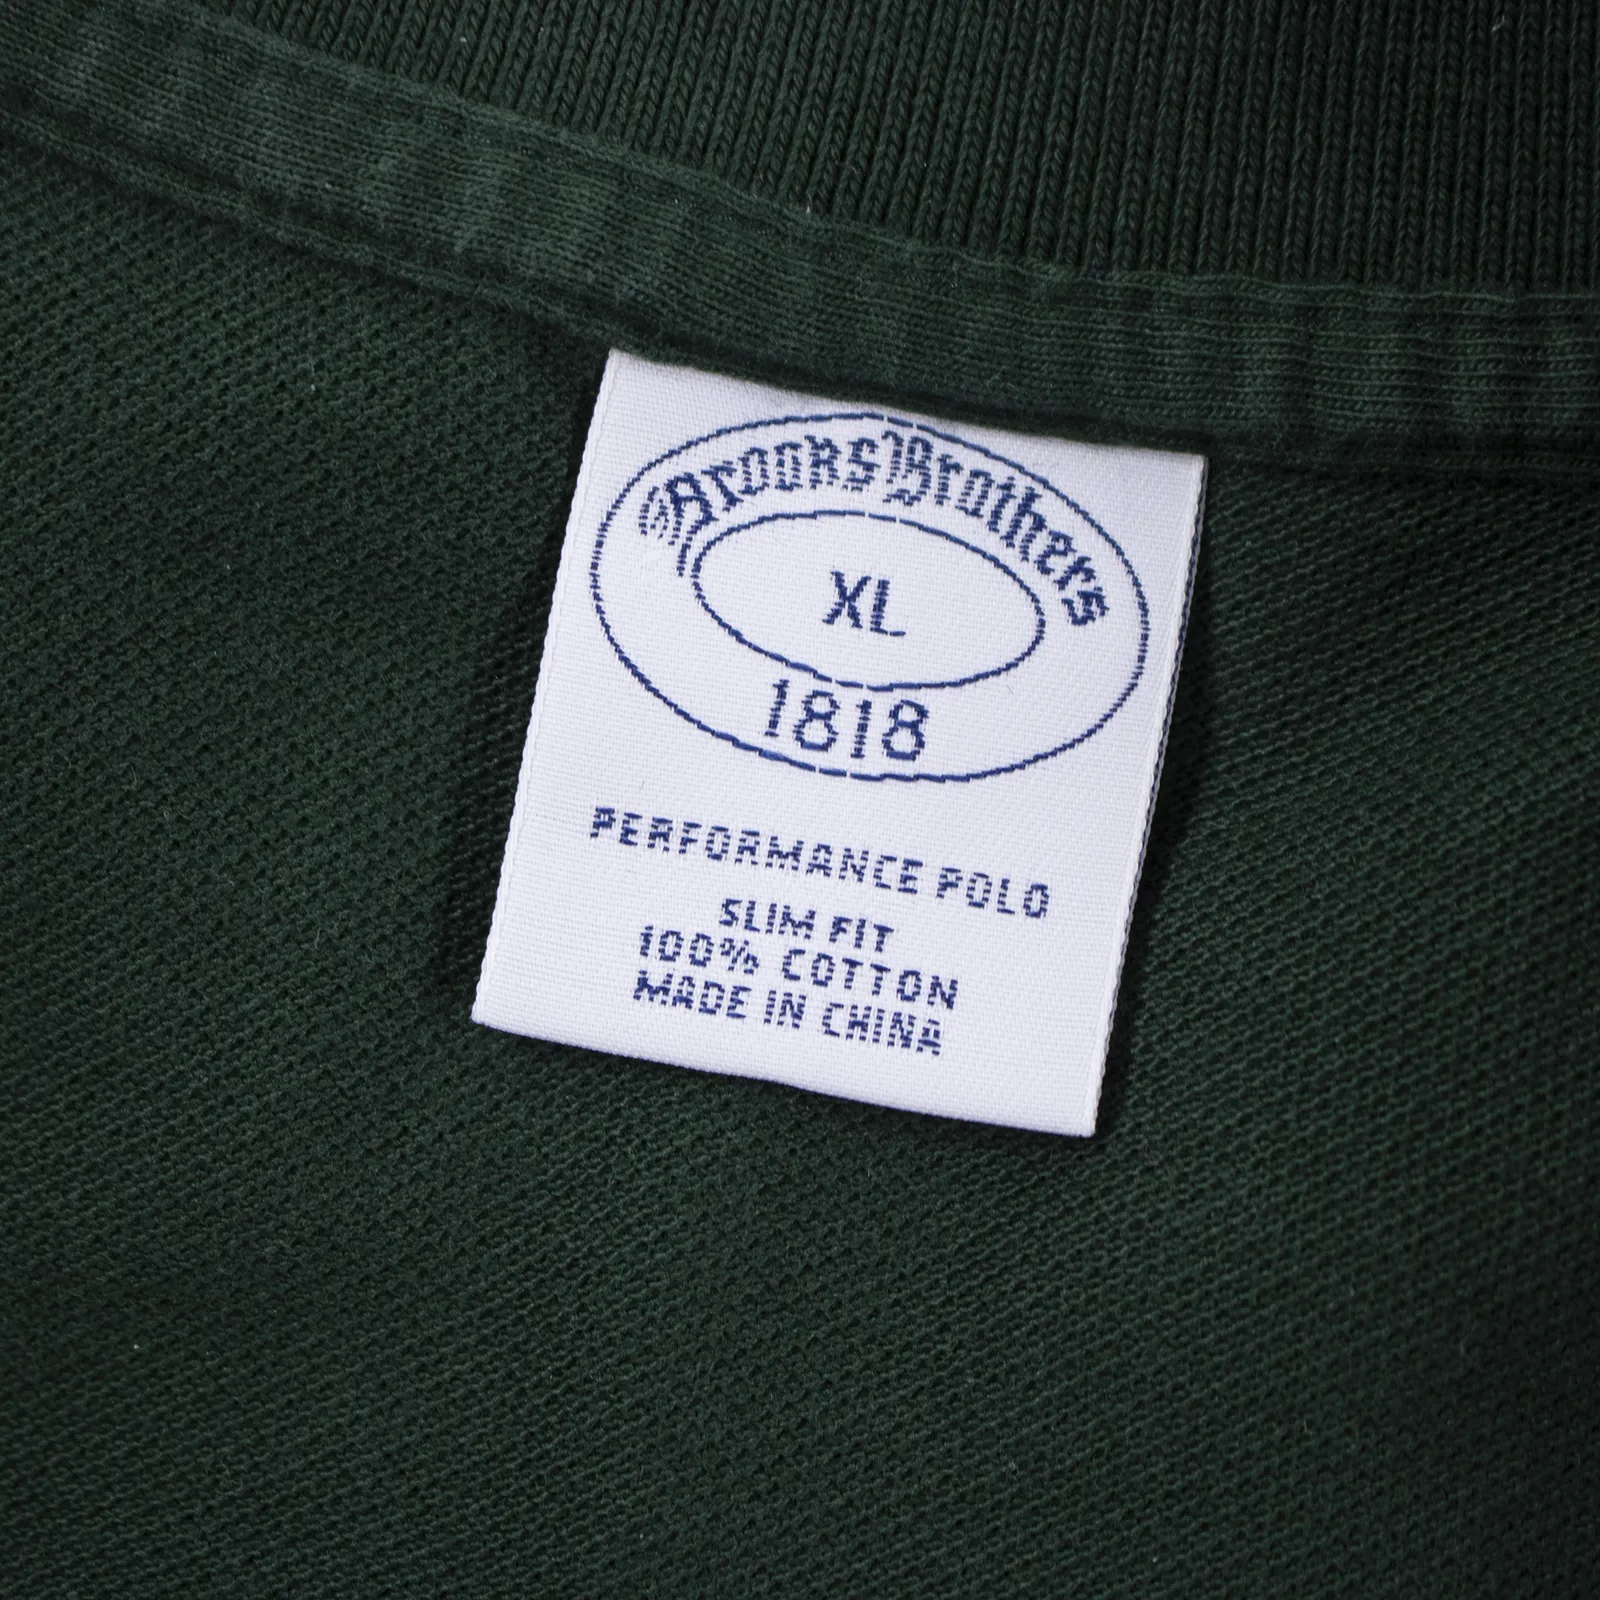 Brooks Brothers
XL
1818
PERFORMANCE POLO
SLIM FIT
100% COTTON
MADE IN CHINA